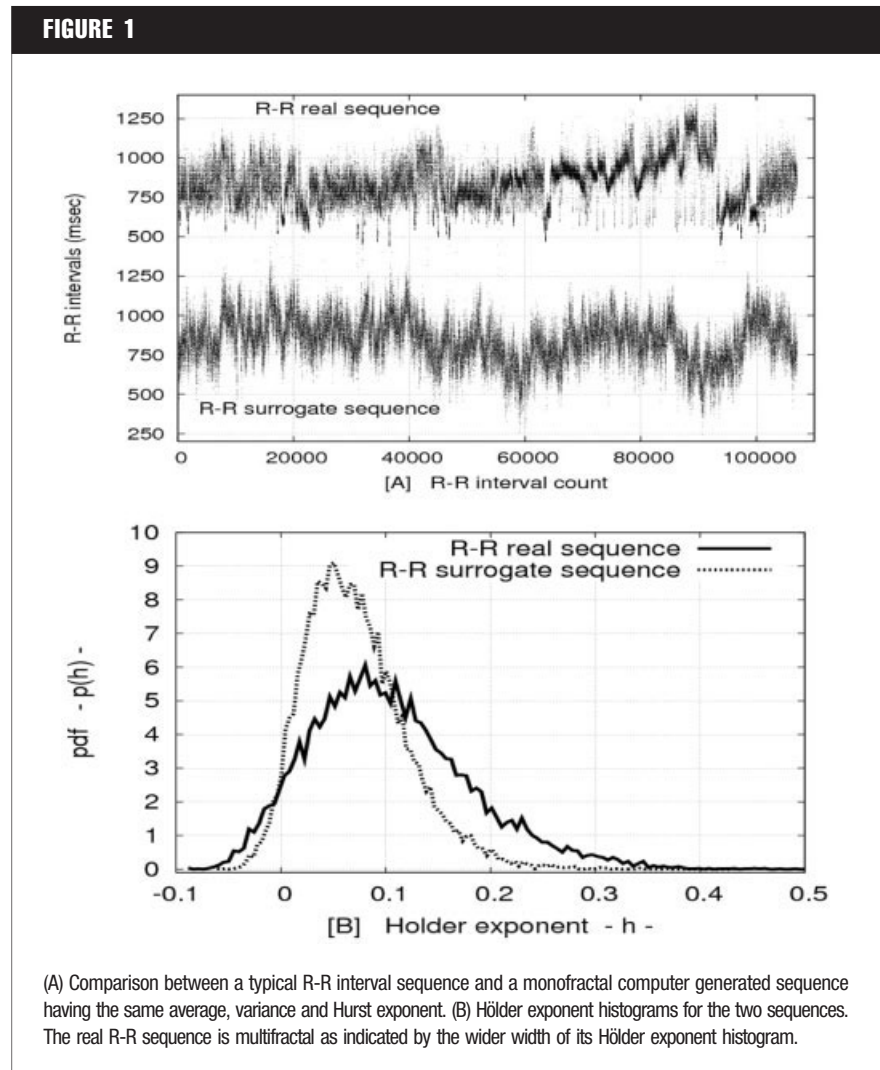 FIGURE 1
R-R real sequence
1250
1000
750
500
1250
1000
750
500
250
R-R intervals (msec)
R-R surrogate sequence
0 20000 40000 60000 80000 100000
[A] R-R interval count
10
9
8
7
6
5
4
3
2
1
0
pdf - p(h) -
R-R real sequence
R-R surrogate sequence
-0.1 0 0.1 0.2 0.3 0.4 0.5
[B] Holder exponent - h -
(A) Comparison between a typical R-R interval sequence and a monofractal computer generated sequence
having the same average, variance and Hurst exponent. (B) Hölder exponent histograms for the two sequences.
The real R-R sequence is multifractal as indicated by the wider width of its Hölder exponent histogram.